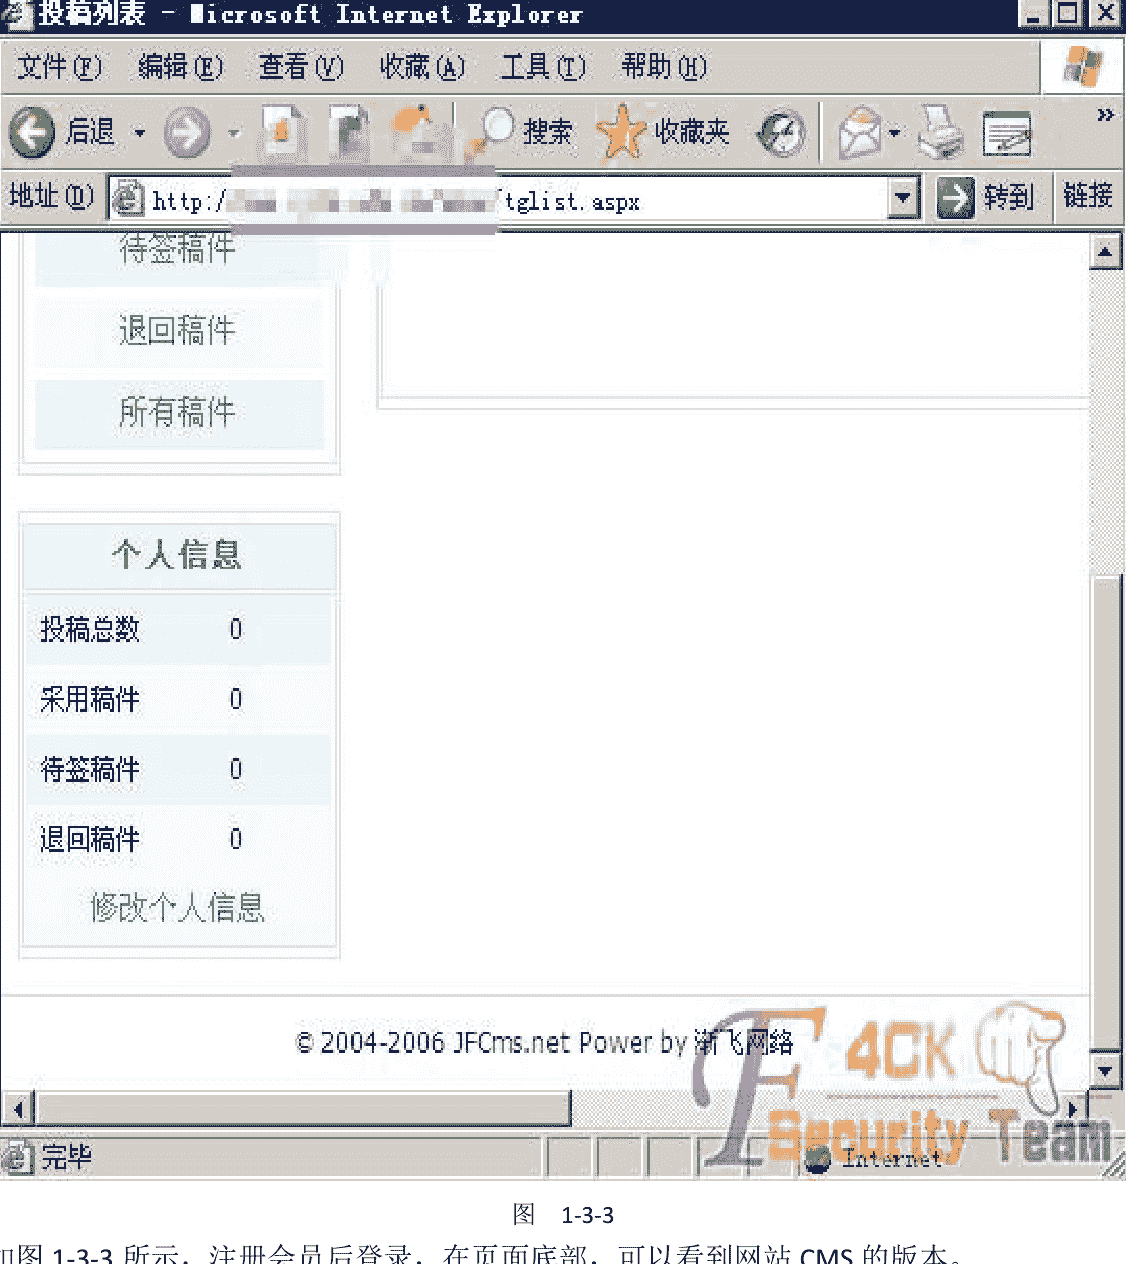 投稿列表 - Microsoft Internet Explorer
文件(F) 编辑(E) 查看(V) 收藏(A) 工具(T) 帮助(H)
后退 搜索 收藏夹 »
地址(D) http:/ /tglist.aspx 转到 链接
待签稿件
退回稿件
所有稿件
个人信息
投稿总数 0
采用稿件 0
待签稿件 0
退回稿件 0
修改个人信息
© 2004-2006 JFCms.net Power by 渐飞网络
F4CK
Security Team
完毕 Internet
图 1-3-3
如图 1-3-3 所示，注册会员后登录，在页面底部，可以看到网站 CMS 的版本。